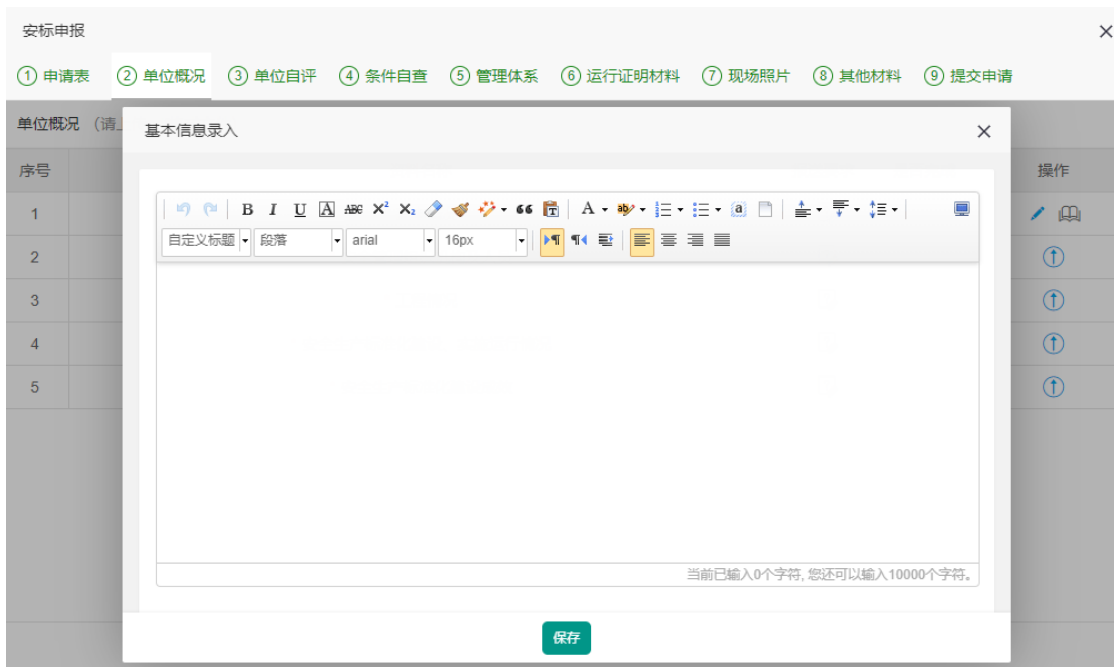 安标申报
① 申请表 ② 单位概况 ③ 单位自评 ④ 条件自查 ⑤ 管理体系 ⑥ 运行证明材料 ⑦ 现场照片 ⑧ 其他材料 ⑨ 提交申请
单位概况 （请
基本信息录入
序号 操作
B I U A ABC X² X₂ A ab a
自定义标题 段落 arial 16px
1
2
3
4
5
当前已输入0个字符, 您还可以输入10000个字符。
保存